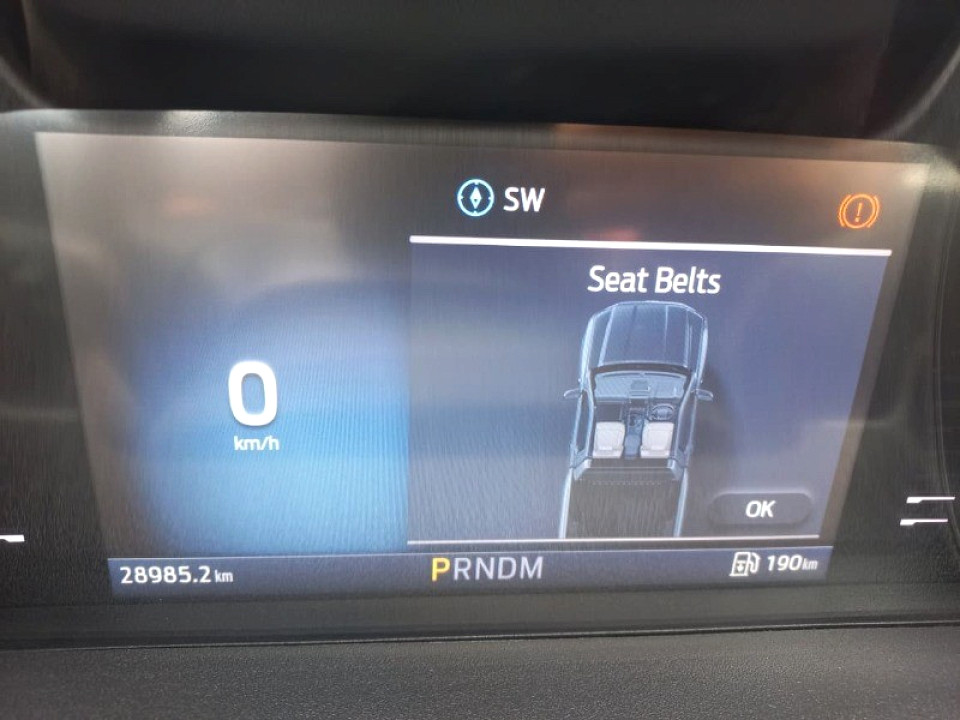 SW
Seat Belts
0
km/h
OK
28985.2 km
PRNDM
190 km